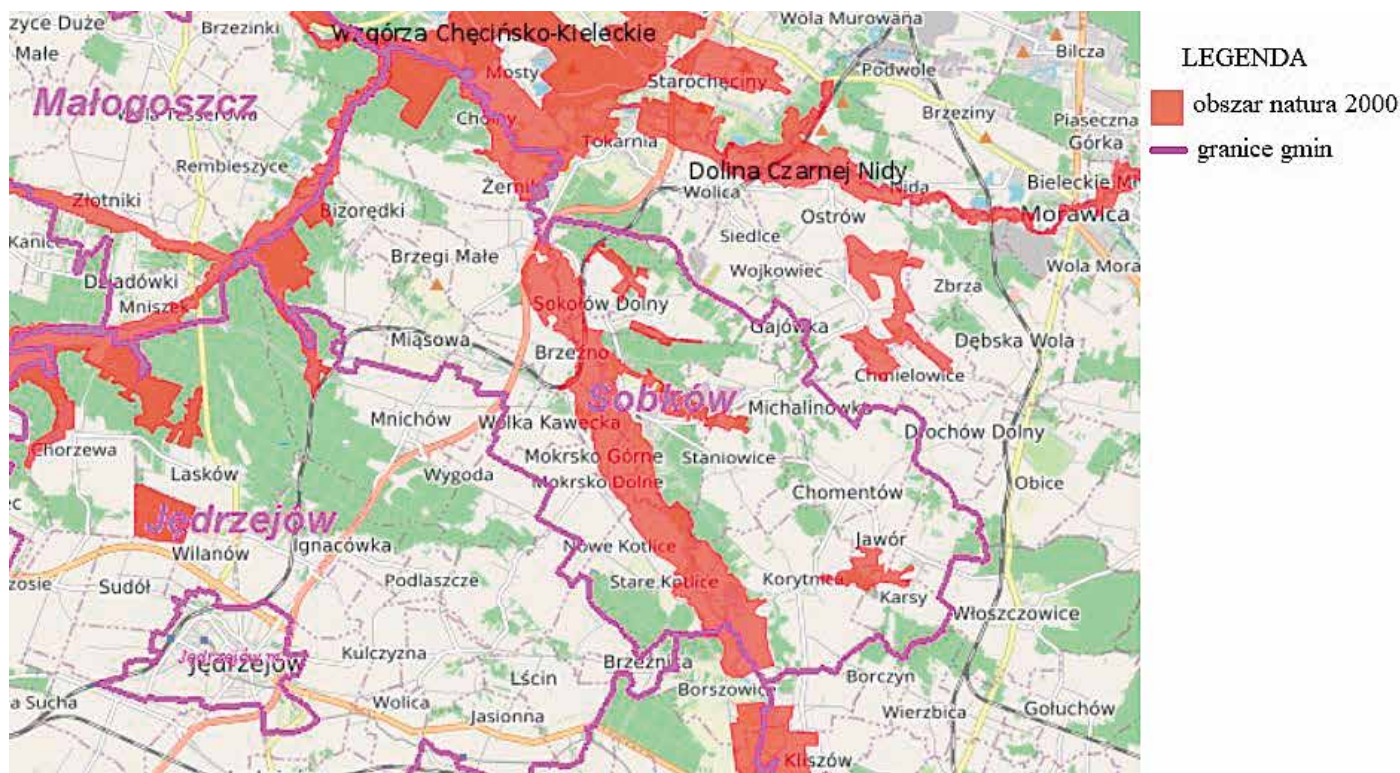 zyce Duże
Brzezinki
Wzgórza Chęcińsko-Kieleckie
Wola Murowana
Małe
Mosty
Bilcza
Starochęciny
Podwole
LEGENDA
Małogoszcz
obszar natura 2000
Brzeziny
Piaseczna
Górka
Tokarnia
granice gmin
Rembieszyce
Dolina Czarnej Nidy
Wolica
Nida
Bieleckie
Złotniki
Bizorędki
Ostrów
Morawica
Siedlce
Brzegi Małe
Wojkowiec
Wola Mora
Zbrza
Mniszek
Sokołów Dolny
Gajówka
Miąsowa
Brzeźno
Dębska Wola
Chmielowice
Sobków
Michalinówka
Mnichów
Wólka Kawęcka
Drochów Dolny
Chorzewa
Mokrsko Górne
Staniowice
Lasków
Wygoda
Mokrsko Dolne
Obice
Chomentów
Jędrzejów
Jawór
Wilanów
Ignacówka
Nowe Kotlice
zosie
Sudół
Podlaszcze
Stare Kotlice
Korytnica
Karsy
Włoszczowice
Kulczyzna
Jędrzejów
Brzeźnica
Lścin
Borszowice
Borczyn
a Sucha
Wolica
Jasionna
Wierzbica
Gołuchów
Kliszów